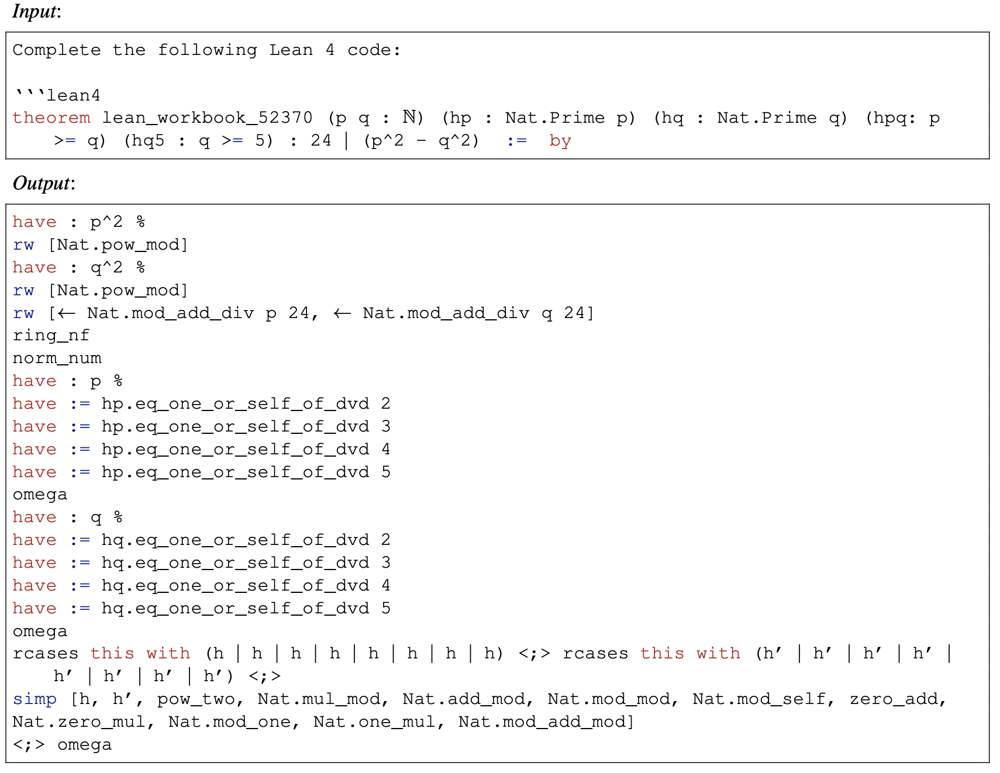 Input:
Complete the following Lean 4 code:
‵‵‵lean4
theorem lean_workbook_52370 (p q : ℕ) (hp : Nat.Prime p) (hq : Nat.Prime q) (hpq: p
>= q) (hq5 : q >= 5) : 24 | (p^2 - q^2) := by
Output:
have : p^2 %
rw [Nat.pow_mod]
have : q^2 %
rw [Nat.pow_mod]
rw [← Nat.mod_add_div p 24, ← Nat.mod_add_div q 24]
ring_nf
norm_num
have : p %
have := hp.eq_one_or_self_of_dvd 2
have := hp.eq_one_or_self_of_dvd 3
have := hp.eq_one_or_self_of_dvd 4
have := hp.eq_one_or_self_of_dvd 5
omega
have : q %
have := hq.eq_one_or_self_of_dvd 2
have := hq.eq_one_or_self_of_dvd 3
have := hq.eq_one_or_self_of_dvd 4
have := hq.eq_one_or_self_of_dvd 5
omega
rcases this with (h | h | h | h | h | h | h | h) <;> rcases this with (h′ | h′ | h′ | h′ |
h′ | h′ | h′ | h′) <;>
simp [h, h′, pow_two, Nat.mul_mod, Nat.add_mod, Nat.mod_mod, Nat.mod_self, zero_add,
Nat.zero_mul, Nat.mod_one, Nat.one_mul, Nat.mod_add_mod]
<;> omega